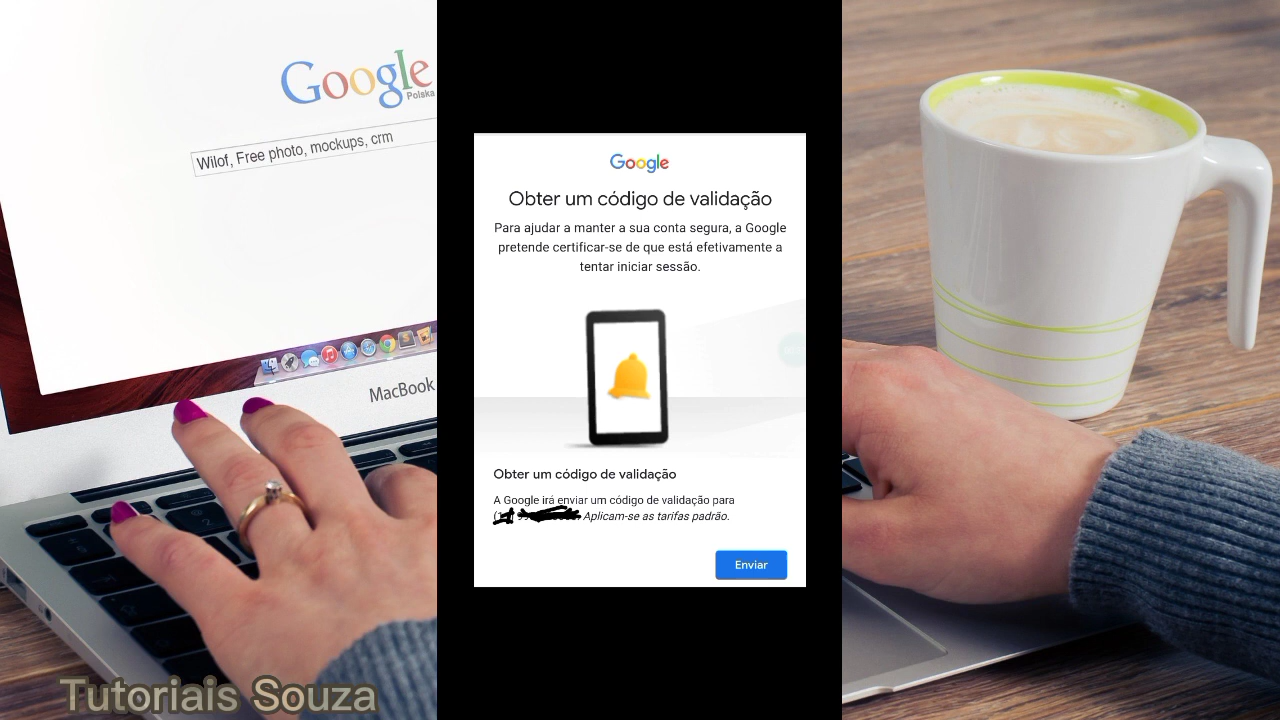 Google
Polska
Wilof, Free photo, mockups, crm
MacBook
Google
Obter um código de validação
Para ajudar a manter a sua conta segura, a Google
pretende certificar-se de que está efetivamente a
tentar iniciar sessão.
Obter um código de validação
A Google irá enviar um código de validação para
Aplicam-se as tarifas padrão.
Enviar
Tutoriais Souza